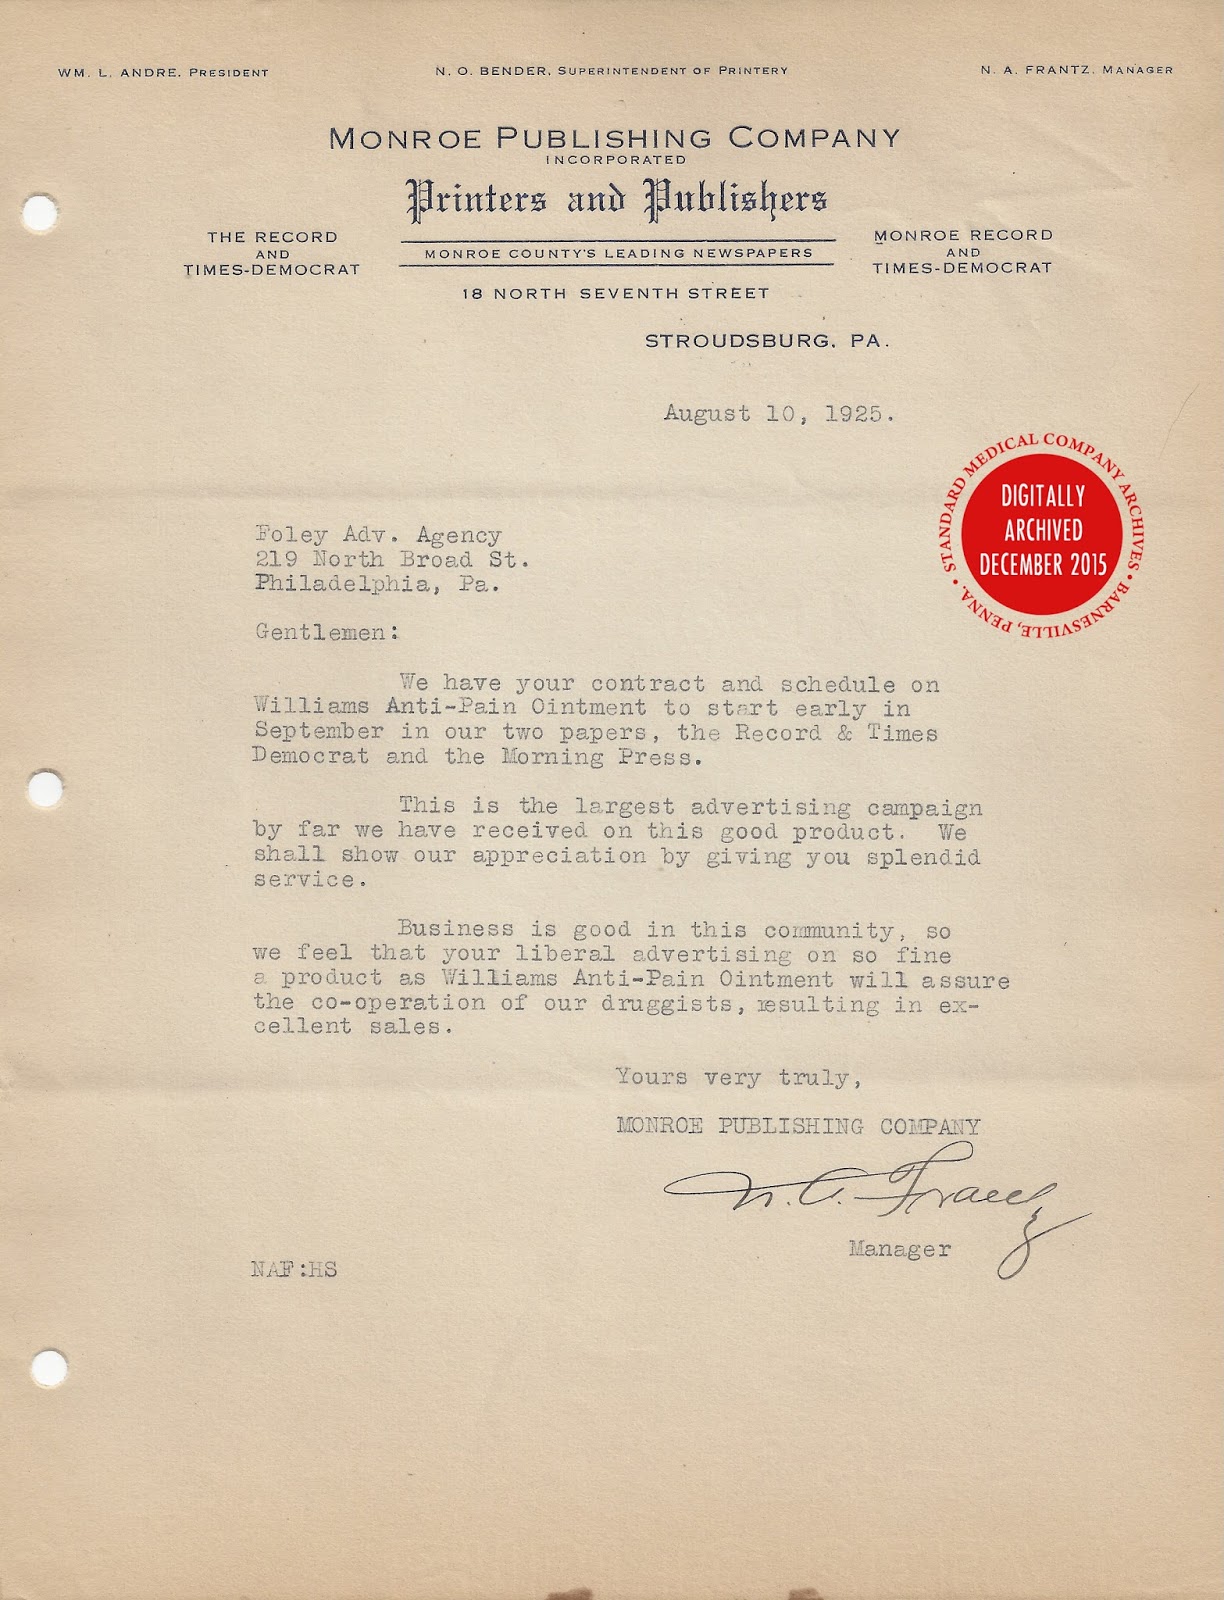 WM. L. ANDRE, PRESIDENT
N. O. BENDER, SUPERINTENDENT OF PRINTERY
N. A. FRANTZ, MANAGER
MONROE PUBLISHING COMPANY
INCORPORATED
Printers and Publishers
THE RECORD
AND
TIMES-DEMOCRAT
MONROE COUNTY'S LEADING NEWSPAPERS
MONROE RECORD
AND
TIMES-DEMOCRAT
18 NORTH SEVENTH STREET
STROUDSBURG, PA.
August 10, 1925.
STANDARD MEDICAL COMPANY ARCHIVES • BARNESVILLE, PENNA. •
DIGITALLY
ARCHIVED
DECEMBER 2015
Foley Adv. Agency
219 North Broad St.
Philadelphia, Pa.
Gentlemen:
We have your contract and schedule on
Williams Anti-Pain Ointment to start early in
September in our two papers, the Record & Times
Democrat and the Morning Press.
This is the largest advertising campaign
by far we have received on this good product. We
shall show our appreciation by giving you splendid
service.
Business is good in this community, so
we feel that your liberal advertising on so fine
a product as Williams Anti-Pain Ointment will assure
the co-operation of our druggists, resulting in ex-
cellent sales.
Yours very truly,
MONROE PUBLISHING COMPANY
N. A. Frantz
Manager
NAF:HS